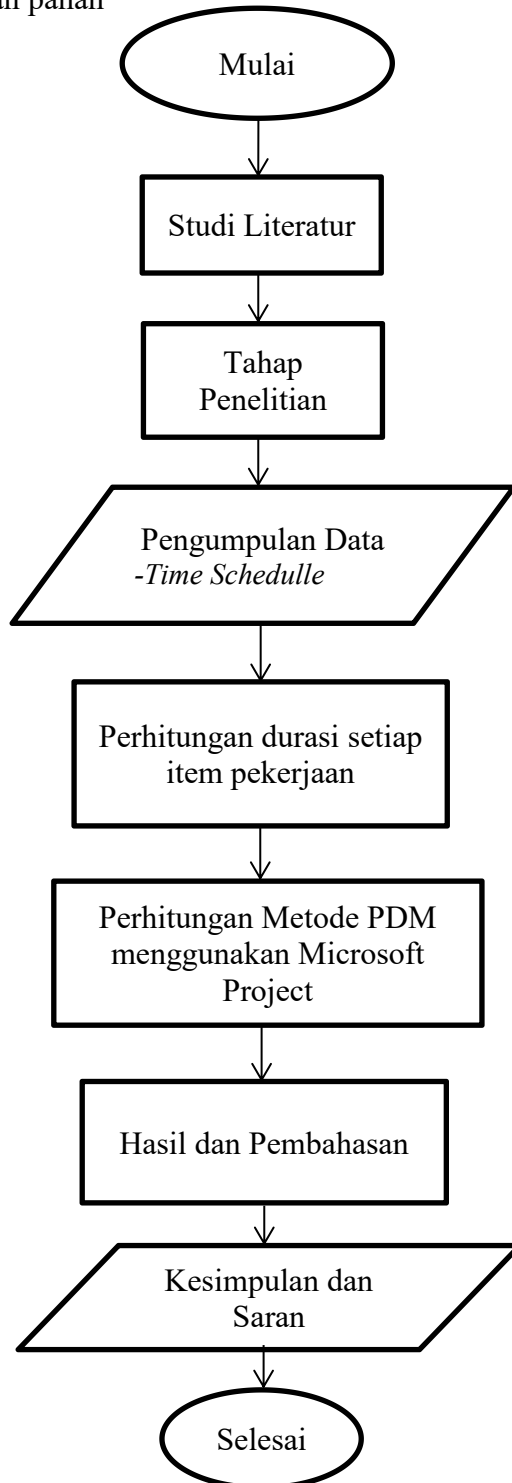 panah
Mulai
Studi Literatur
Tahap
Penelitian
Pengumpulan Data
-Time Schedulle
Perhitungan durasi setiap
item pekerjaan
Perhitungan Metode PDM
menggunakan Microsoft
Project
Hasil dan Pembahasan
Kesimpulan dan
Saran
Selesai